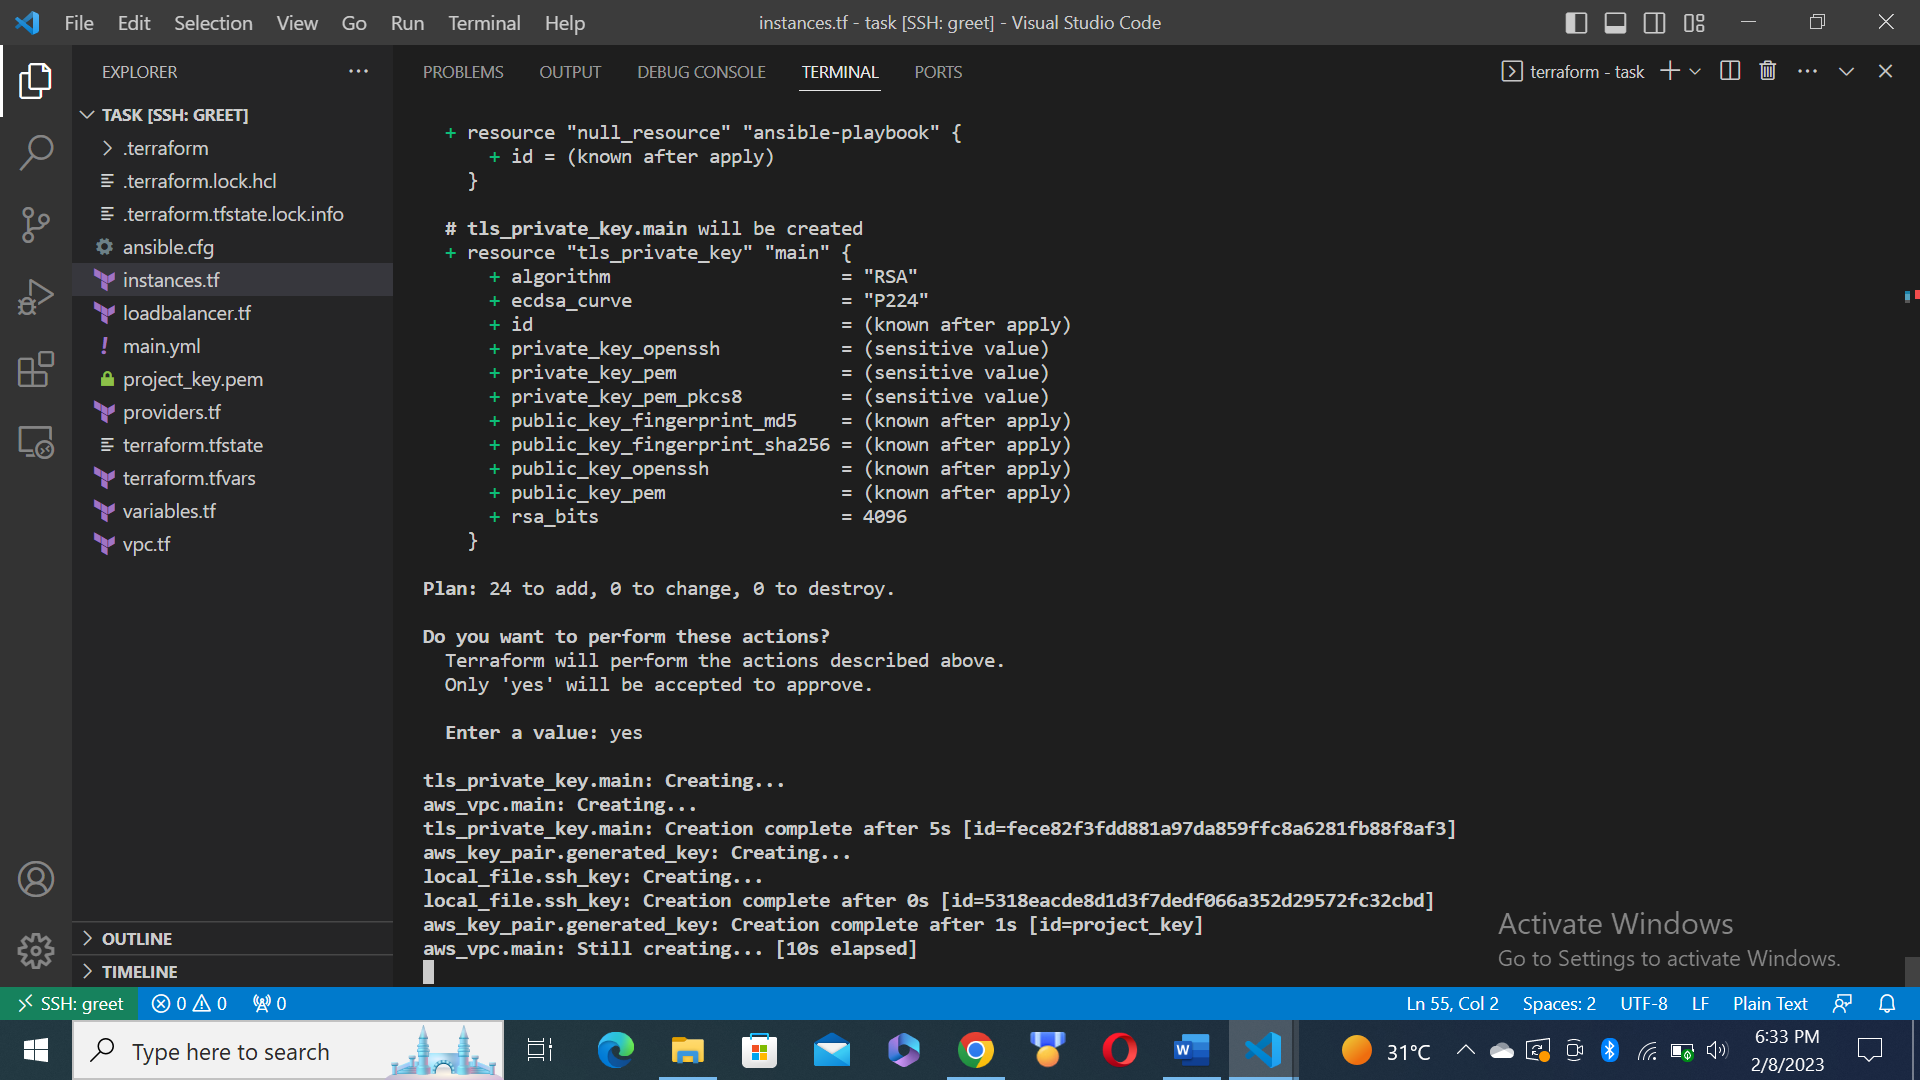 File Edit Selection View Go Run Terminal Help
instances.tf - task [SSH: greet] - Visual Studio Code
EXPLORER
TASK [SSH: GREET]
.terraform
.terraform.lock.hcl
.terraform.tfstate.lock.info
ansible.cfg
instances.tf
loadbalancer.tf
main.yml
project_key.pem
providers.tf
terraform.tfstate
terraform.tfvars
variables.tf
vpc.tf
OUTLINE
TIMELINE
PROBLEMS OUTPUT DEBUG CONSOLE TERMINAL PORTS
terraform - task
+ resource "null_resource" "ansible-playbook" {
+ id = (known after apply)
}
# tls_private_key.main will be created
+ resource "tls_private_key" "main" {
+ algorithm = "RSA"
+ ecdsa_curve = "P224"
+ id = (known after apply)
+ private_key_openssh = (sensitive value)
+ private_key_pem = (sensitive value)
+ private_key_pem_pkcs8 = (sensitive value)
+ public_key_fingerprint_md5 = (known after apply)
+ public_key_fingerprint_sha256 = (known after apply)
+ public_key_openssh = (known after apply)
+ public_key_pem = (known after apply)
+ rsa_bits = 4096
}
Plan: 24 to add, 0 to change, 0 to destroy.
Do you want to perform these actions?
Terraform will perform the actions described above.
Only 'yes' will be accepted to approve.
Enter a value: yes
tls_private_key.main: Creating...
aws_vpc.main: Creating...
tls_private_key.main: Creation complete after 5s [id=fece82f3fdd881a97da859ffc8a6281fb88f8af3]
aws_key_pair.generated_key: Creating...
local_file.ssh_key: Creating...
local_file.ssh_key: Creation complete after 0s [id=5318eacde8d1d3f7dedf066a352d29572fc32cbd]
aws_key_pair.generated_key: Creation complete after 1s [id=project_key]
aws_vpc.main: Still creating... [10s elapsed]
Activate Windows
Go to Settings to activate Windows.
SSH: greet 0 0 0
Ln 55, Col 2 Spaces: 2 UTF-8 LF Plain Text
Type here to search
31°C
6:33 PM
2/8/2023